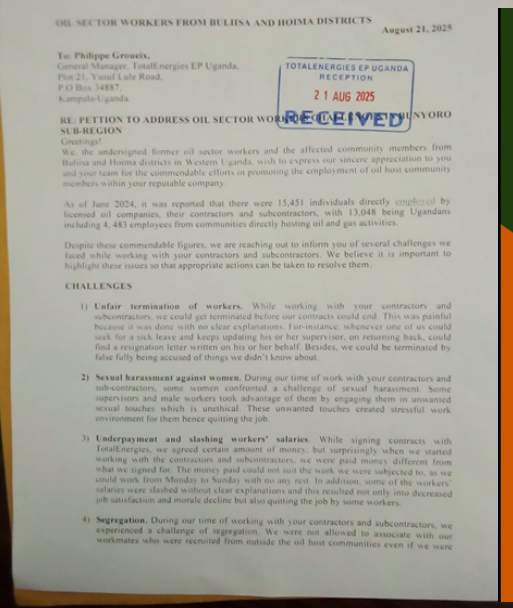 OIL SECTOR WORKERS FROM BULIISA AND HOIMA DISTRICTS
August 21, 2025
To: Philippe Groueix,
General Manager, TotalEnergies EP Uganda,
Plot 21, Yusuf Lule Road,
P.O Box 34887,
Kampala-Uganda.
TOTALENERGIES EP UGANDA
RECEPTION
21 AUG 2025
RECEIVED
RE: PETITION TO ADDRESS OIL SECTOR WORKERS' CHALLENGES IN BUNYORO
SUB-REGION
Greetings!
We, the undersigned former oil sector workers and the affected community members from
Buliisa and Hoima districts in Western Uganda, wish to express our sincere appreciation to you
and your team for the commendable efforts in promoting the employment of oil host community
members within your reputable company.
As of June 2024, it was reported that there were 15,451 individuals directly employed by
licensed oil companies, their contractors and subcontractors, with 13,048 being Ugandans
including 4, 483 employees from communities directly hosting oil and gas activities.
Despite these commendable figures, we are reaching out to inform you of several challenges we
faced while working with your contractors and subcontractors. We believe it is important to
highlight these issues so that appropriate actions can be taken to resolve them.
CHALLENGES
1) Unfair termination of workers. While working with your contractors and
subcontractors, we could get terminated before our contracts could end. This was painful
because it was done with no clear explanations. For-instance, whenever one of us could
seek for a sick leave and keeps updating his or her supervisor, on returning back, could
find a resignation letter written on his or her behalf. Besides, we could be terminated by
false fully being accused of things we didn't know about.
2) Sexual harassment against women. During our time of work with your contractors and
sub-contractors, some women confronted a challenge of sexual harassment. Some
supervisors and male workers took advantage of them by engaging them in unwanted
sexual touches which is unethical. These unwanted touches created stressful work
environment for them hence quitting the job.
3) Underpayment and slashing workers' salaries. While signing contracts with
TotalEnergies, we agreed certain amount of money, but surprisingly when we started
working with the contractors and subcontractors, we were paid money different from
what we signed for. The money paid could not suit the work we were subjected to, as we
could work from Monday to Sunday with no any rest. In addition, some of the workers'
salaries were slashed without clear explanations and this resulted not only into decreased
job satisfaction and morale decline but also quitting the job by some workers.
4) Segregation. During our time of working with your contractors and subcontractors, we
experienced a challenge of segregation. We were not allowed to associate with our
workmates who were recruited from outside the oil host communities even if we were